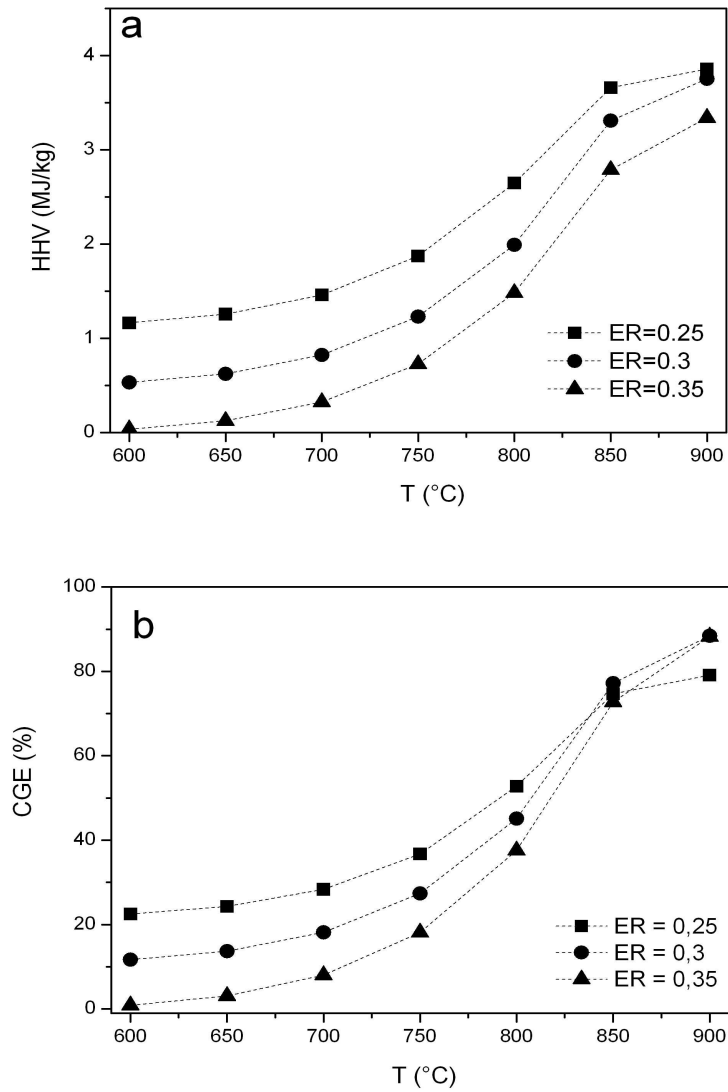 a
4
3
2
1
0
HHV (MJ/kg)
ER=0.25
ER=0.3
ER=0.35
600 650 700 750 800 850 900
T (°C)
b
100
80
60
40
20
0
CGE (%)
ER = 0,25
ER = 0,3
ER = 0,35
600 650 700 750 800 850 900
T (°C)